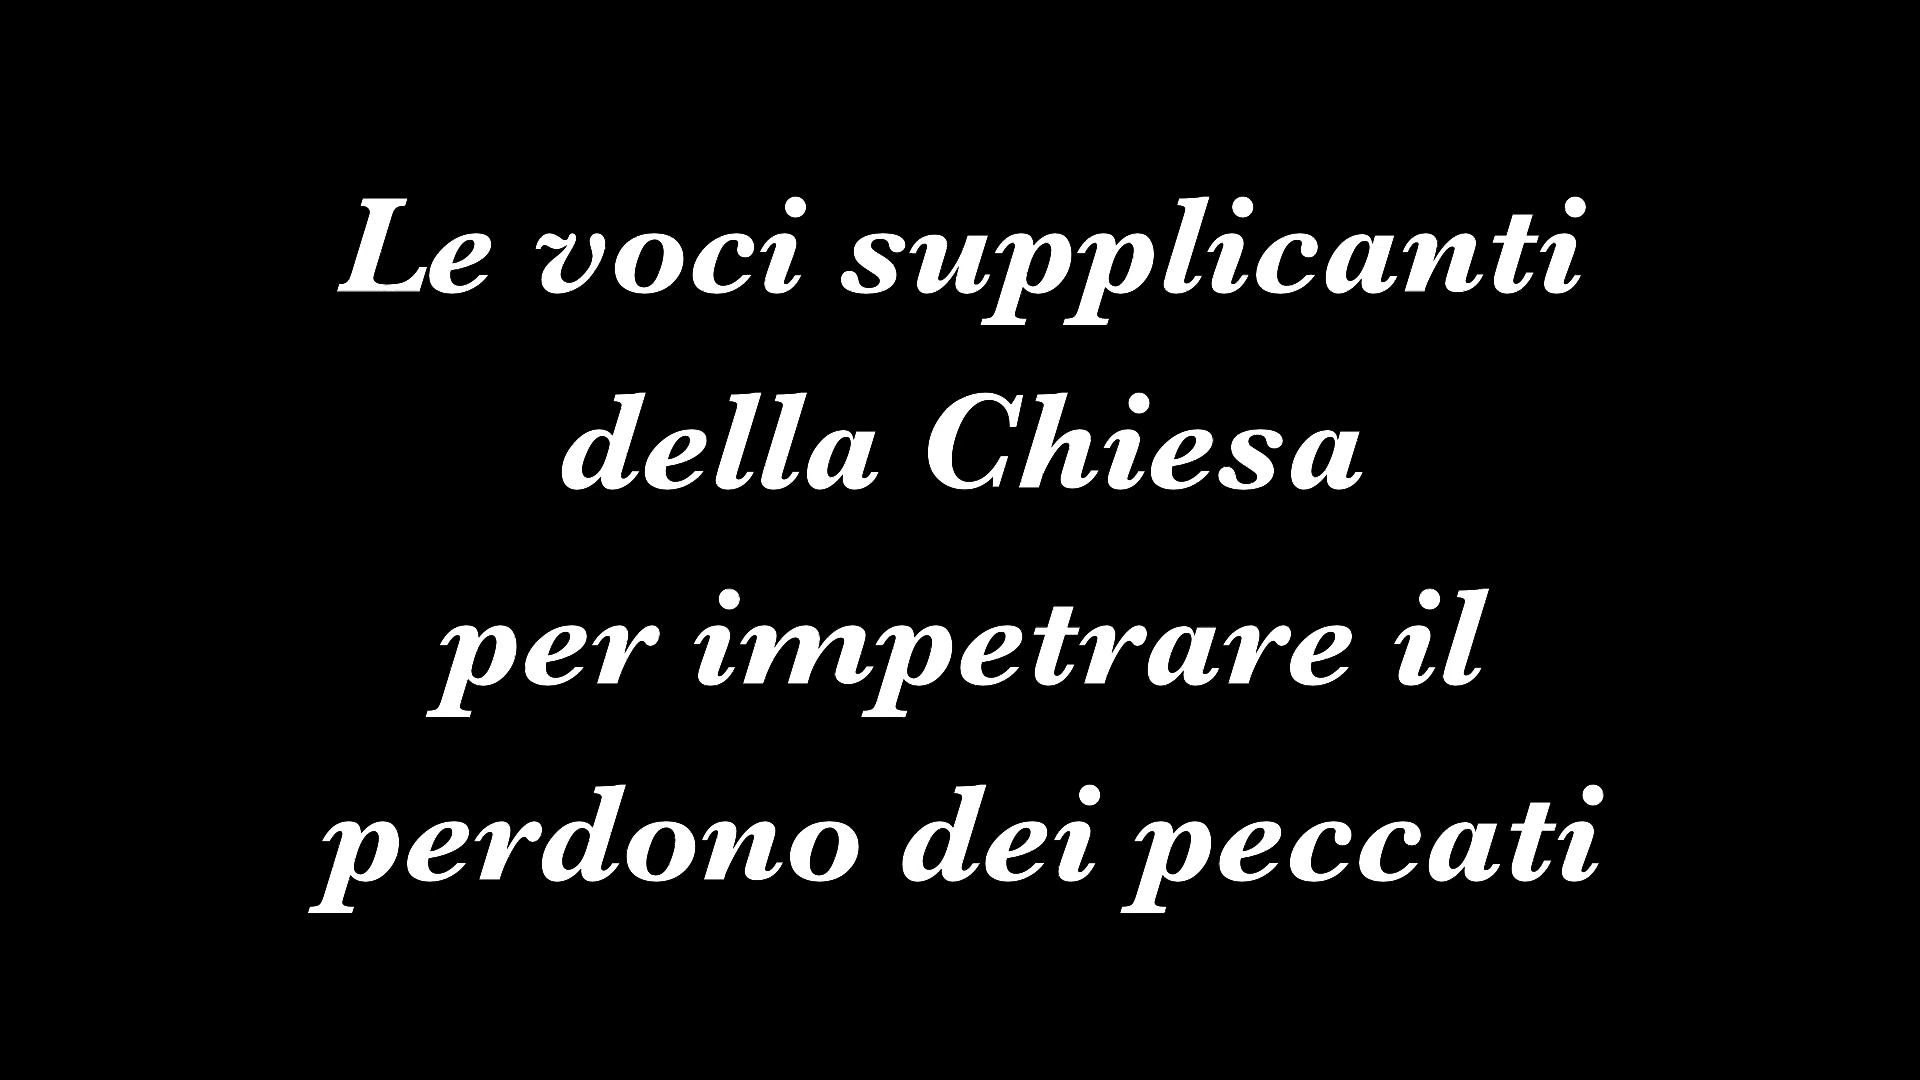 Le voci supplicanti
della Chiesa
per impetrare il
perdono dei peccati